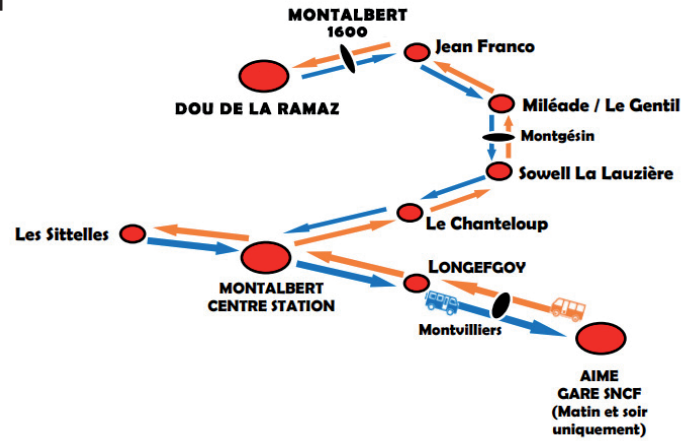 MONTALBERT
1600
Jean Franco
DOU DE LA RAMAZ
Miléade / Le Gentil
Montgésin
Sowell La Lauzière
Le Chanteloup
Les Sittelles
MONTALBERT
CENTRE STATION
LONGEFGOY
Montvilliers
AIME
GARE SNCF
(Matin et soir
uniquement)